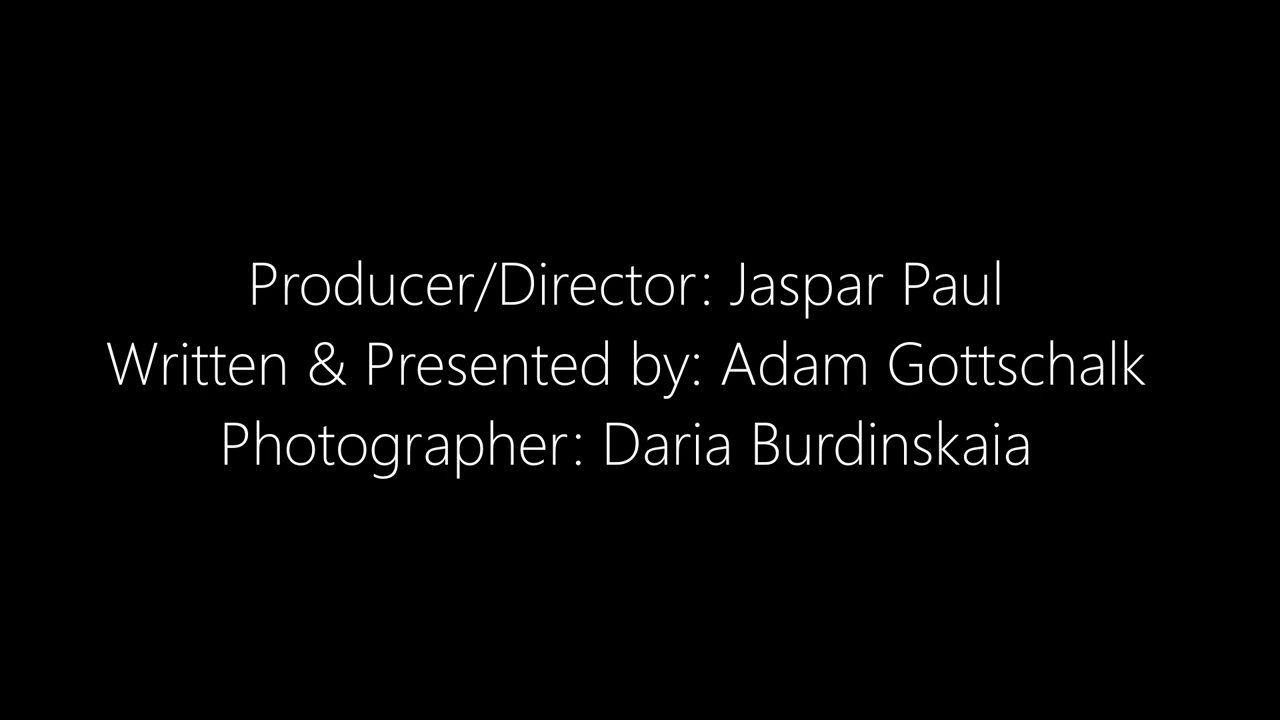 Producer/Director: Jaspar Paul
Written & Presented by: Adam Gottschalk
Photographer: Daria Burdinskaia